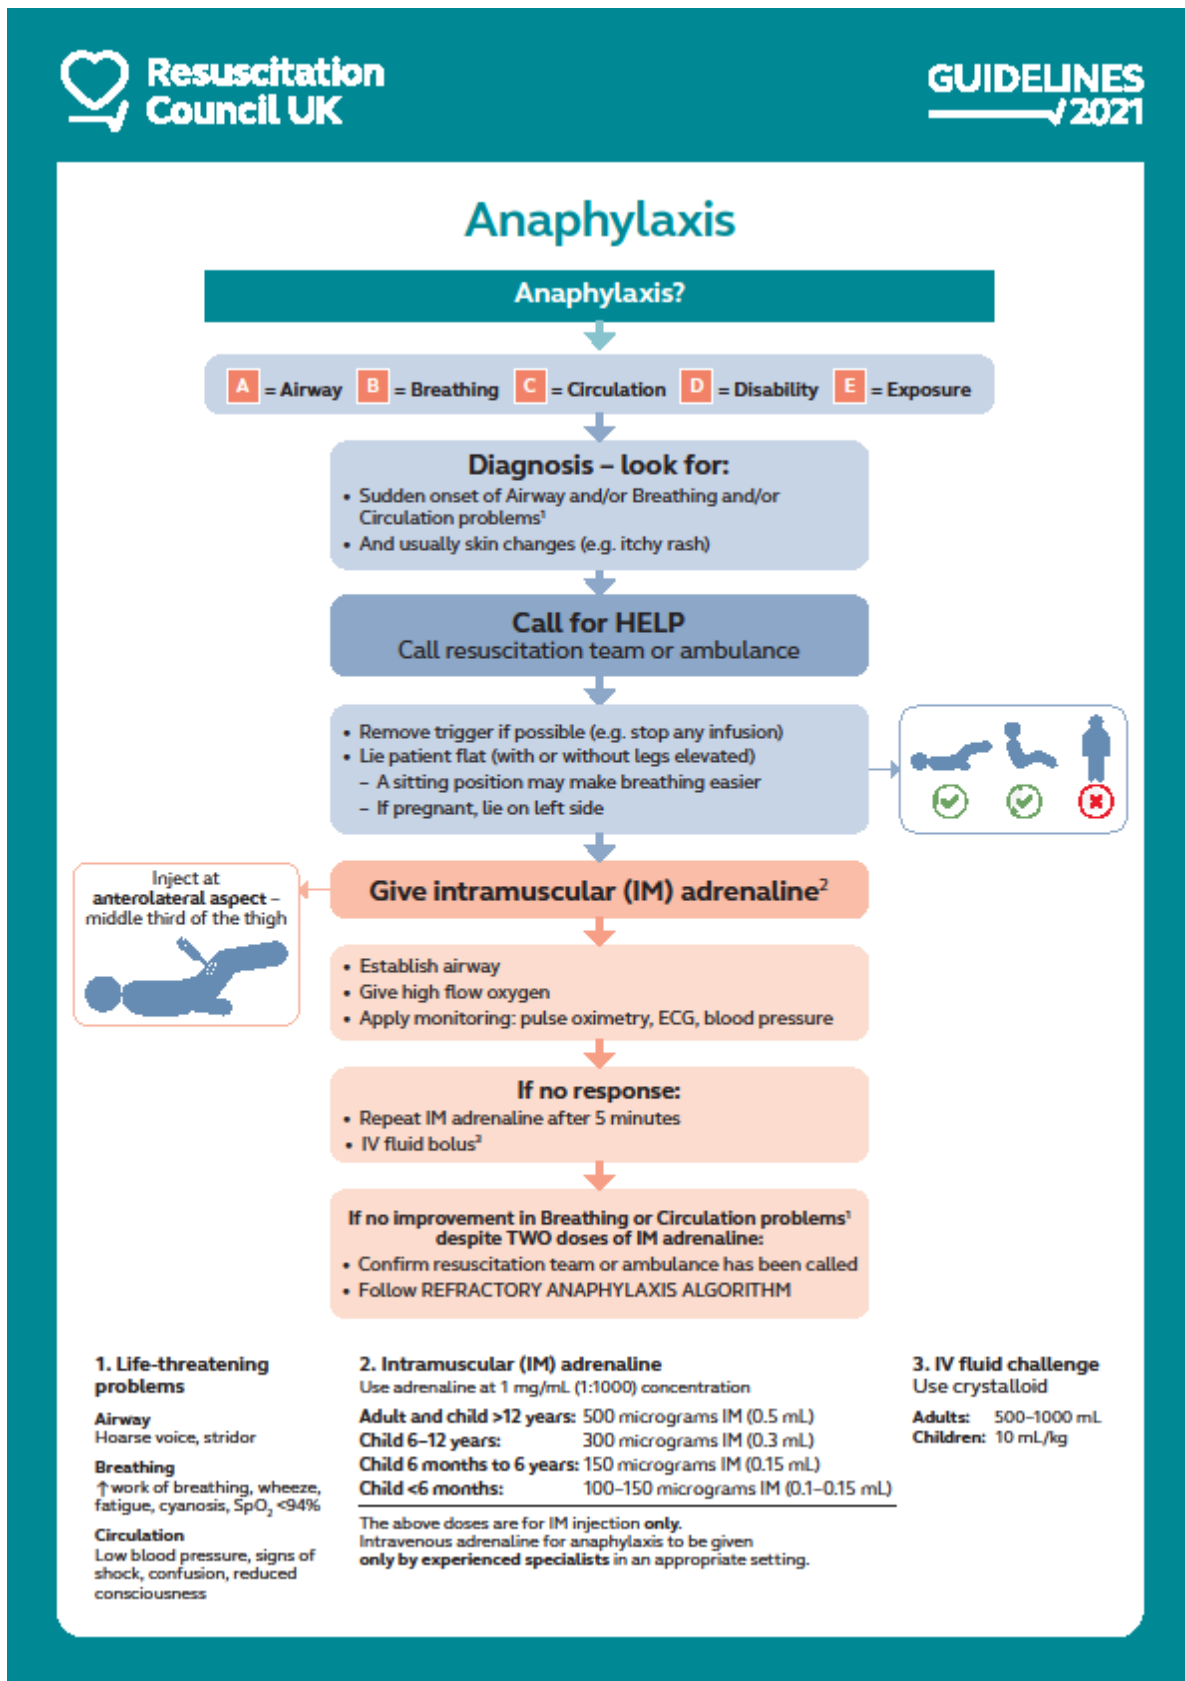 Resuscitation
Council UK
GUIDELINES
2021
Anaphylaxis
Anaphylaxis?
A = Airway B = Breathing C = Circulation D = Disability E = Exposure
Diagnosis – look for:
• Sudden onset of Airway and/or Breathing and/or
Circulation problems¹
• And usually skin changes (e.g. itchy rash)
Call for HELP
Call resuscitation team or ambulance
• Remove trigger if possible (e.g. stop any infusion)
• Lie patient flat (with or without legs elevated)
– A sitting position may make breathing easier
– If pregnant, lie on left side
Give intramuscular (IM) adrenaline²
Inject at
anterolateral aspect –
middle third of the thigh
• Establish airway
• Give high flow oxygen
• Apply monitoring: pulse oximetry, ECG, blood pressure
If no response:
• Repeat IM adrenaline after 5 minutes
• IV fluid bolus³
If no improvement in Breathing or Circulation problems¹
despite TWO doses of IM adrenaline:
• Confirm resuscitation team or ambulance has been called
• Follow REFRACTORY ANAPHYLAXIS ALGORITHM
1. Life-threatening
problems
Airway
Hoarse voice, stridor
Breathing
↑work of breathing, wheeze,
fatigue, cyanosis, SpO₂ <94%
Circulation
Low blood pressure, signs of
shock, confusion, reduced
consciousness
2. Intramuscular (IM) adrenaline
Use adrenaline at 1 mg/mL (1:1000) concentration
Adult and child >12 years: 500 micrograms IM (0.5 mL)
Child 6–12 years: 300 micrograms IM (0.3 mL)
Child 6 months to 6 years: 150 micrograms IM (0.15 mL)
Child <6 months: 100–150 micrograms IM (0.1–0.15 mL)
The above doses are for IM injection only.
Intravenous adrenaline for anaphylaxis to be given
only by experienced specialists in an appropriate setting.
3. IV fluid challenge
Use crystalloid
Adults: 500–1000 mL
Children: 10 mL/kg